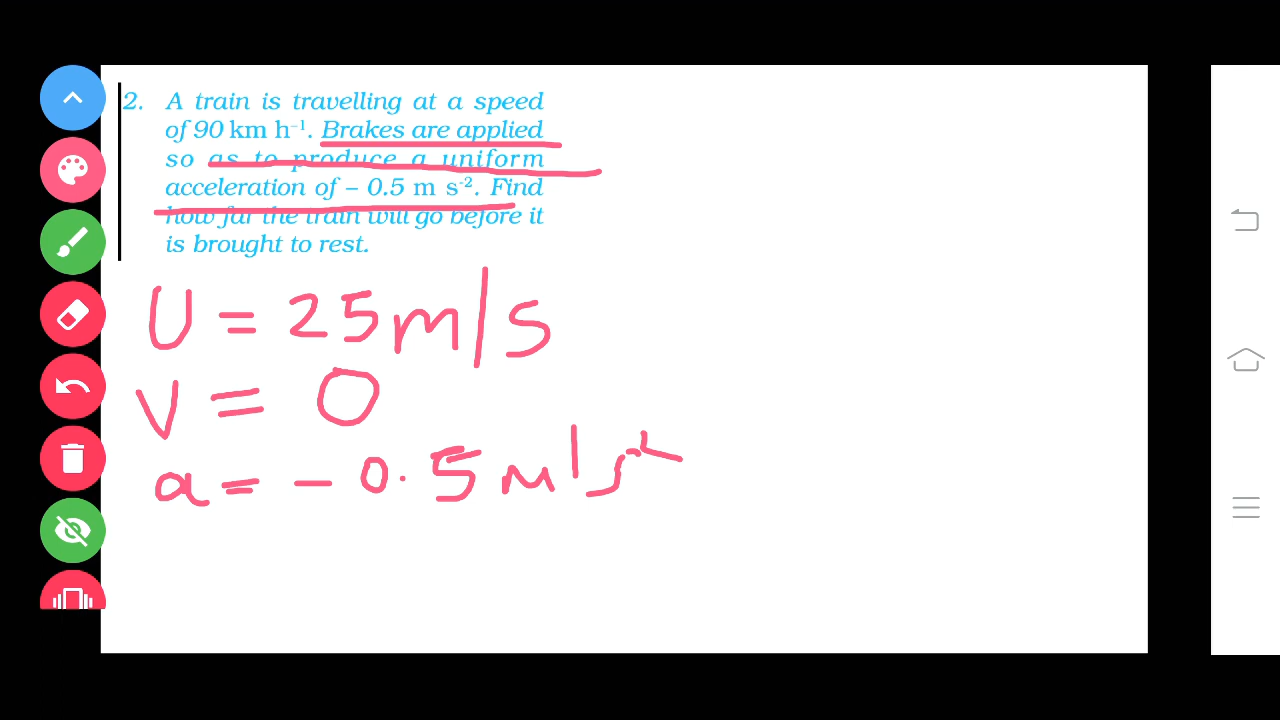 2. A train is travelling at a speed
of 90 km h⁻¹. Brakes are applied
so as to produce a uniform
acceleration of – 0.5 m s⁻². Find
how far the train will go before it
is brought to rest.
U = 25 m/s
V = 0
a = - 0.5 m/s²